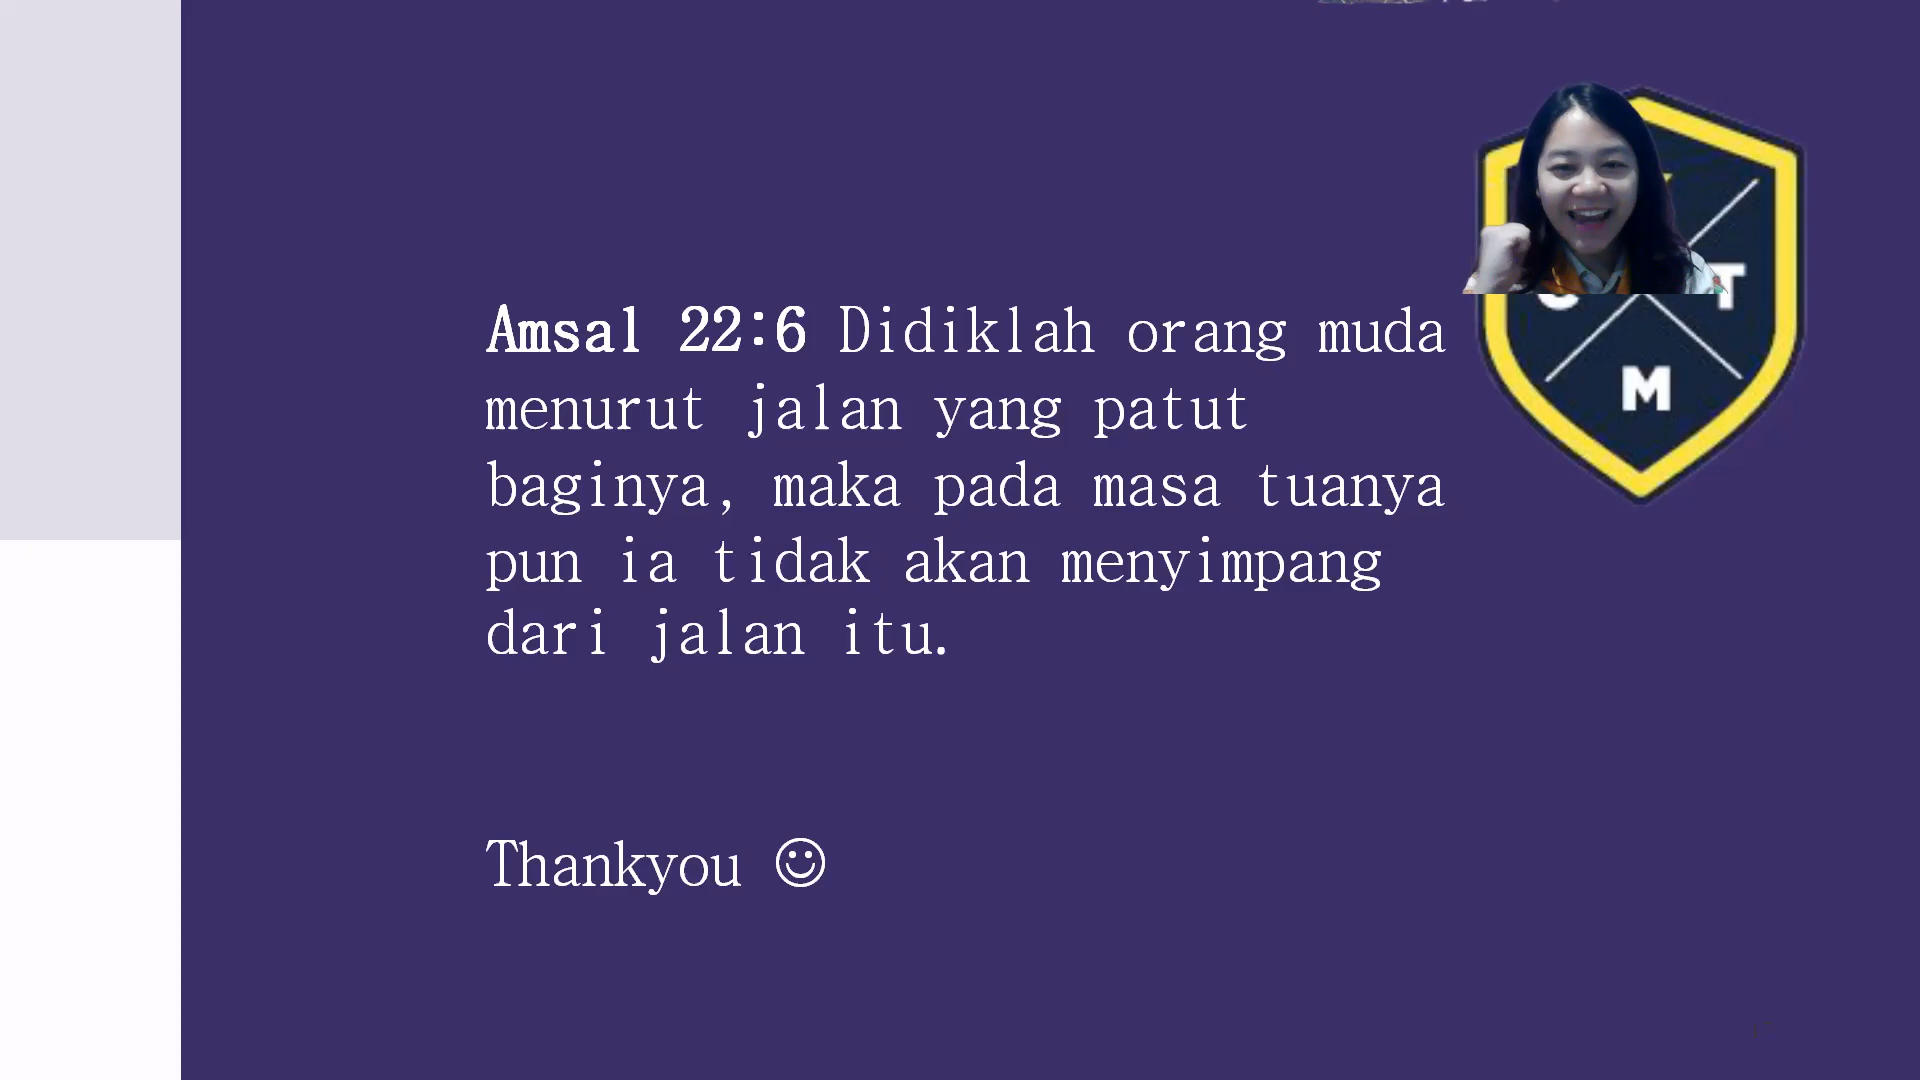 Amsal 22:6 Didiklah orang muda
menurut jalan yang patut
baginya, maka pada masa tuanya
pun ia tidak akan menyimpang
dari jalan itu.
Thankyou ☺
T
M